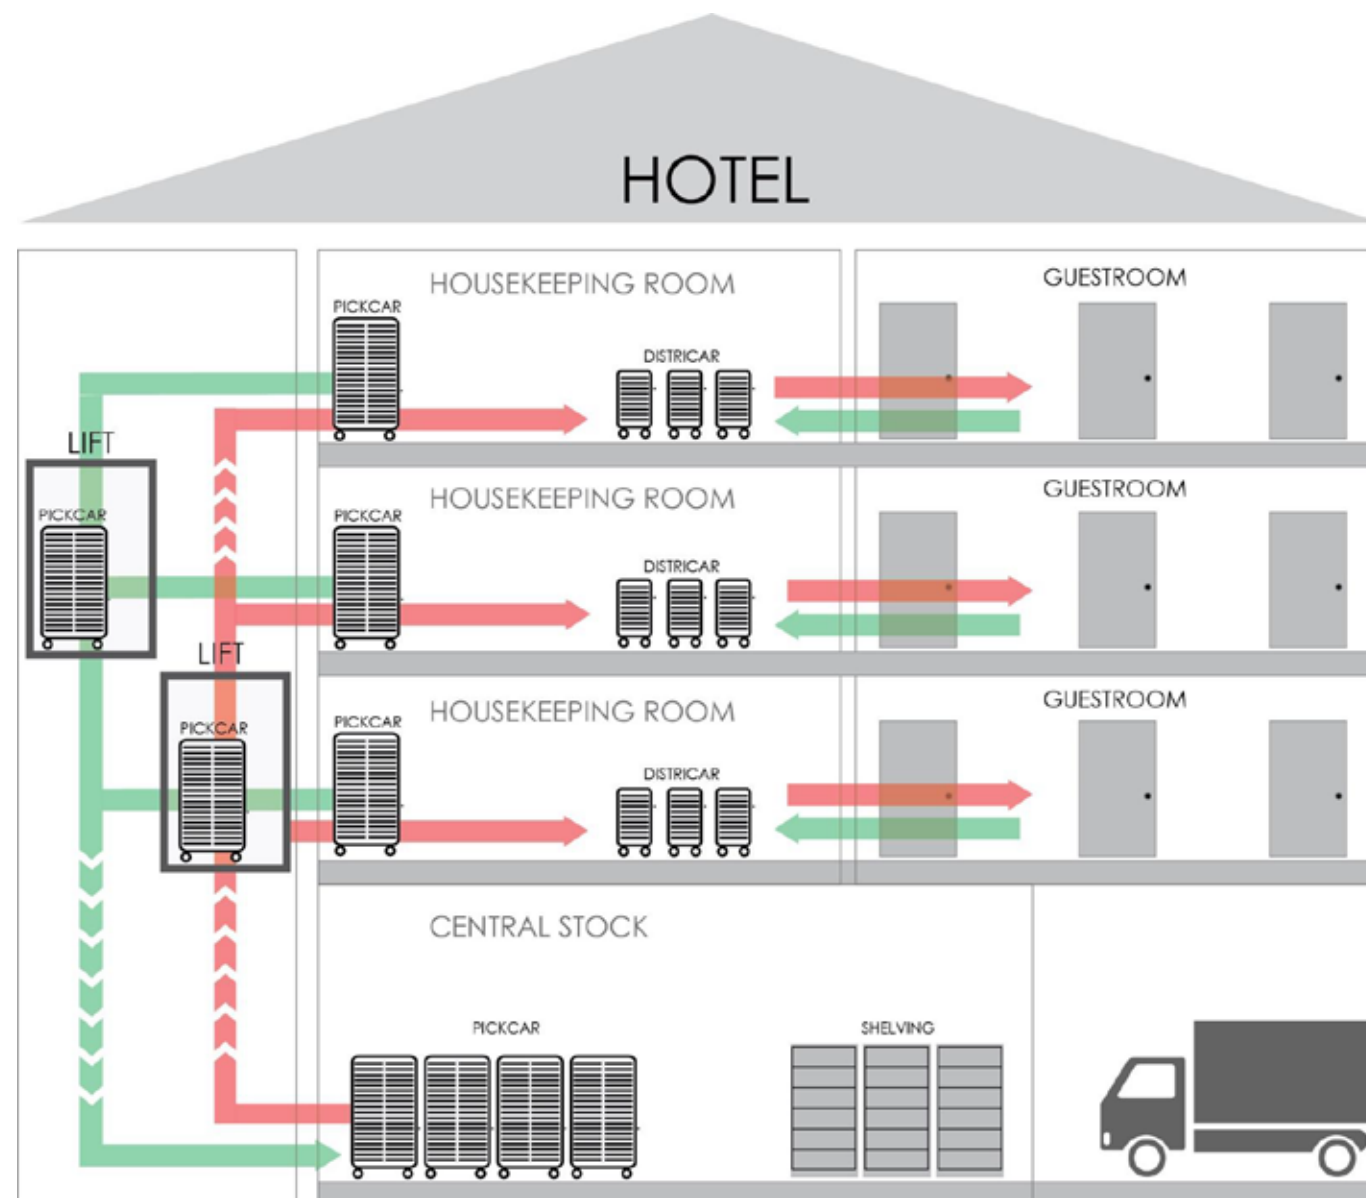 HOTEL
HOUSEKEEPING ROOM
GUESTROOM
PICKCAR
DISTRICAR
LIFT
HOUSEKEEPING ROOM
GUESTROOM
PICKCAR
PICKCAR
DISTRICAR
LIFT
HOUSEKEEPING ROOM
GUESTROOM
PICKCAR
PICKCAR
DISTRICAR
CENTRAL STOCK
PICKCAR
SHELVING